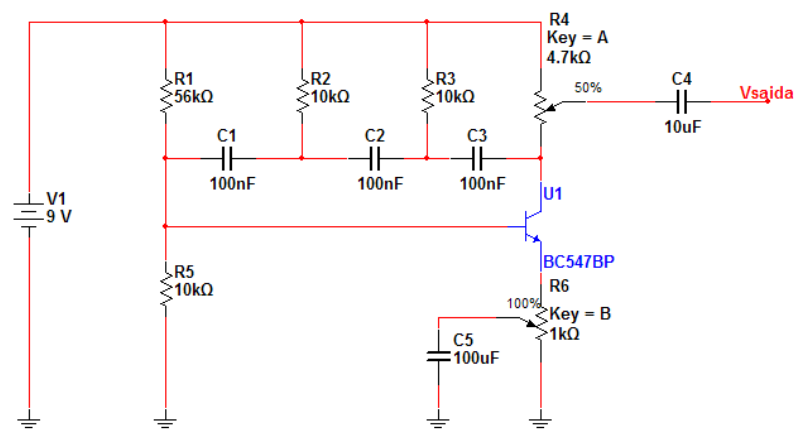 R4
Key = A
4.7kΩ
50%
C4
10uF
Vsaida
R1
56kΩ
R2
10kΩ
R3
10kΩ
C1
100nF
C2
100nF
C3
100nF
V1
9 V
U1
BC547BP
R5
10kΩ
R6
100%
Key = B
1kΩ
C5
100uF